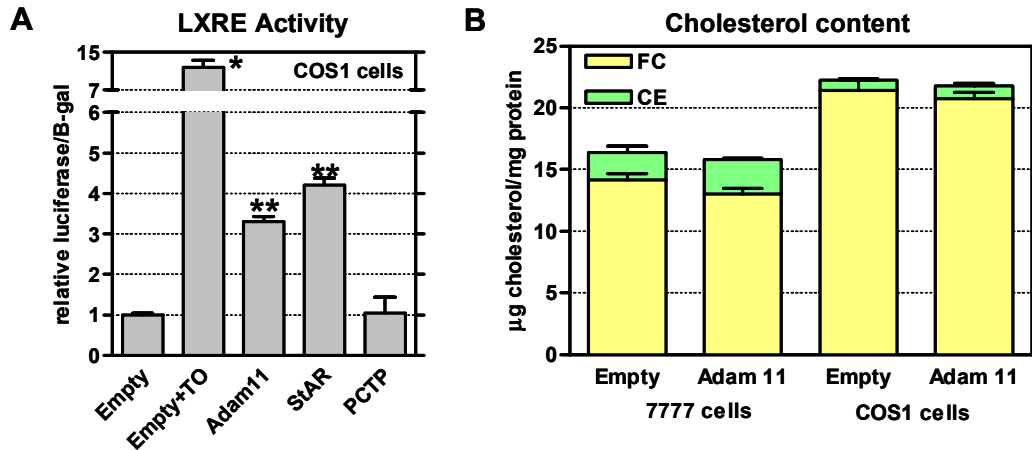 A
LXRE Activity
COS1 cells
relative luciferase/B-gal
15
7
6
5
4
3
2
1
0
*
**
**
Empty
Empty+TO
Adam11
StAR
PCTP
B
Cholesterol content
FC
CE
µg cholesterol/mg protein
25
20
15
10
5
0
Empty
Adam 11
Empty
Adam 11
7777 cells
COS1 cells